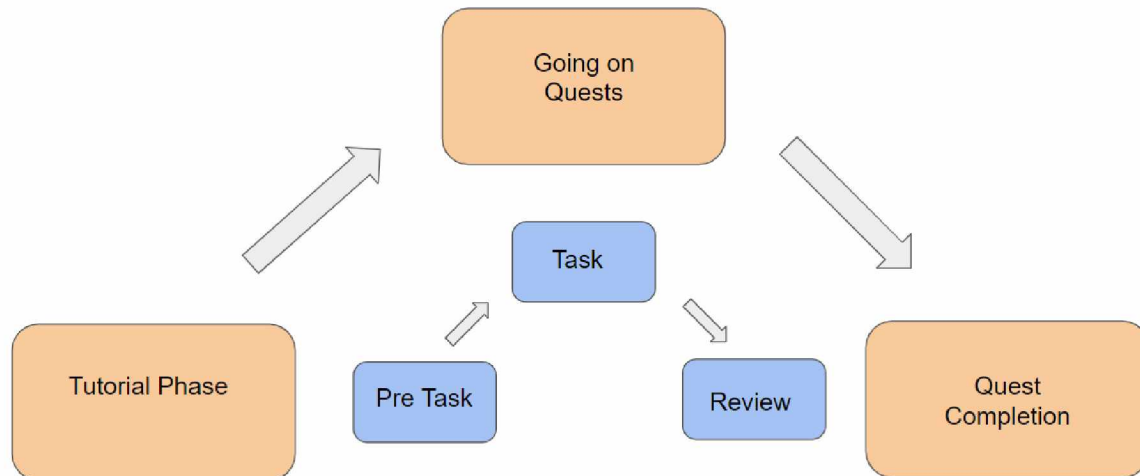 Going on
Quests
Task
Tutorial Phase
Pre Task
Review
Quest
Completion